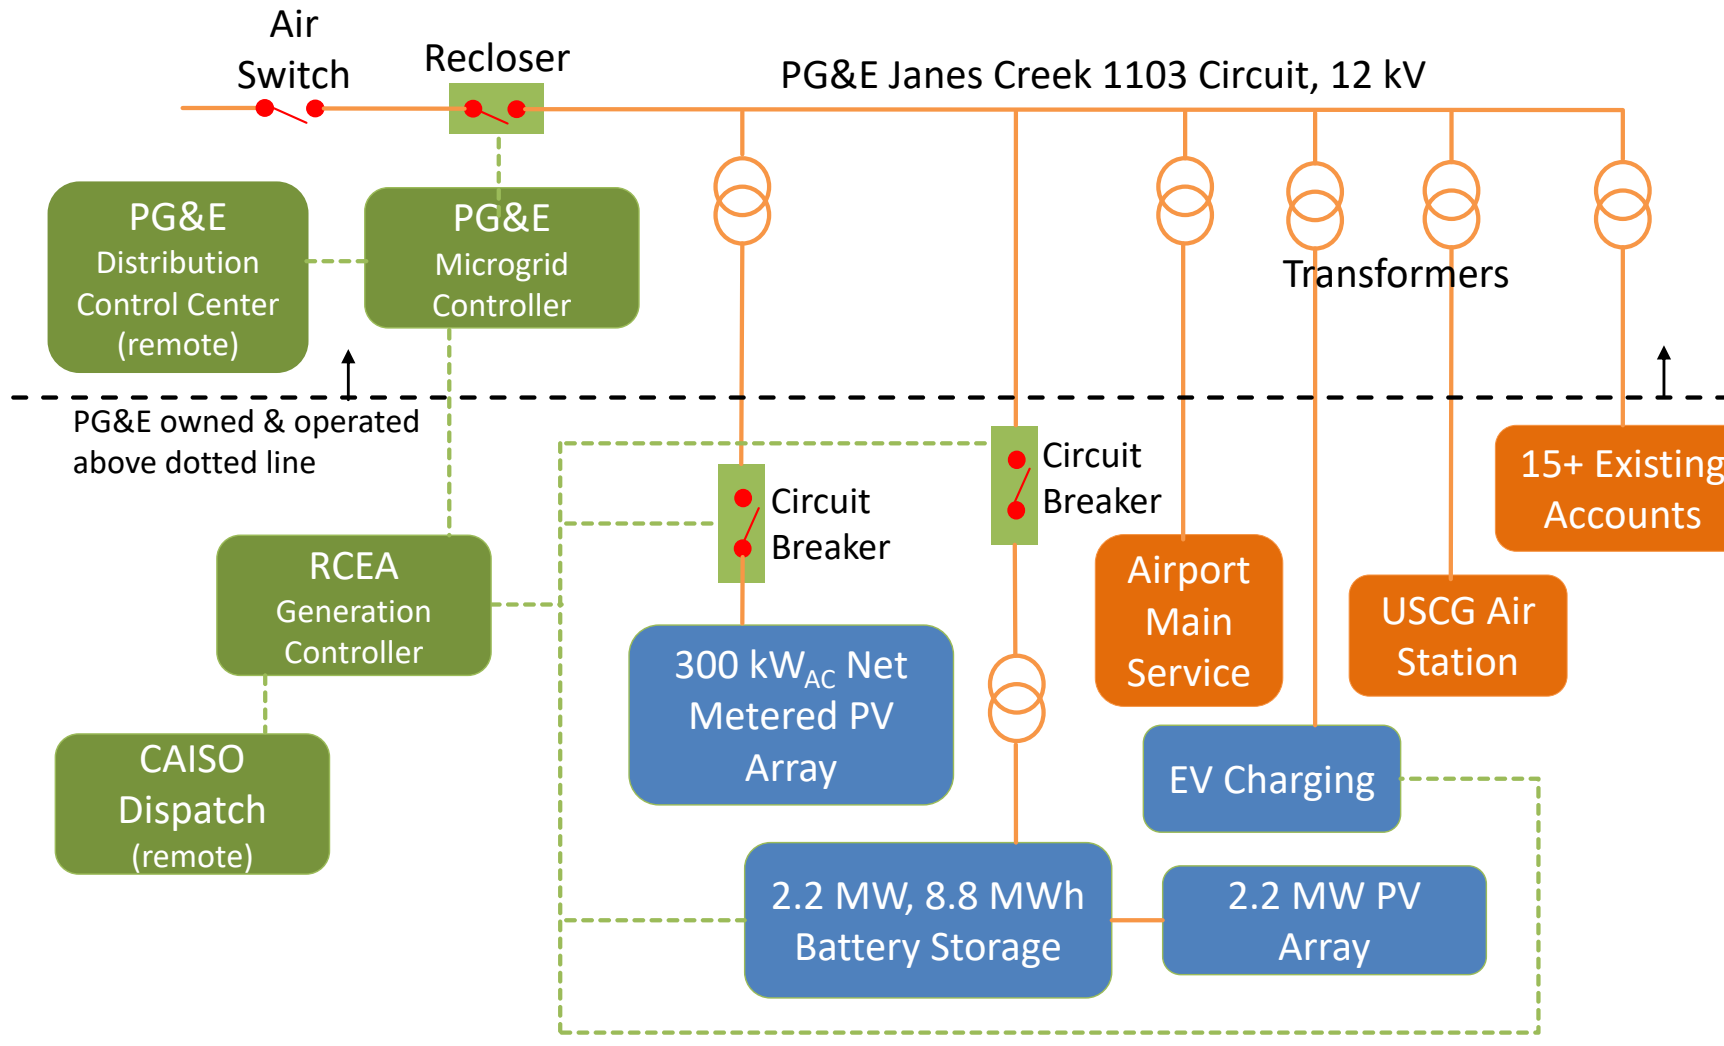 Air
Switch
Recloser
PG&E Janes Creek 1103 Circuit, 12 kV
PG&E
Distribution
Control Center
(remote)
PG&E
Microgrid
Controller
Transformers
PG&E owned & operated
above dotted line
Circuit
Breaker
Circuit
Breaker
15+ Existing
Accounts
RCEA
Generation
Controller
Airport
Main
Service
USCG Air
Station
300 kWAC Net
Metered PV
Array
CAISO
Dispatch
(remote)
EV Charging
2.2 MW, 8.8 MWh
Battery Storage
2.2 MW PV
Array